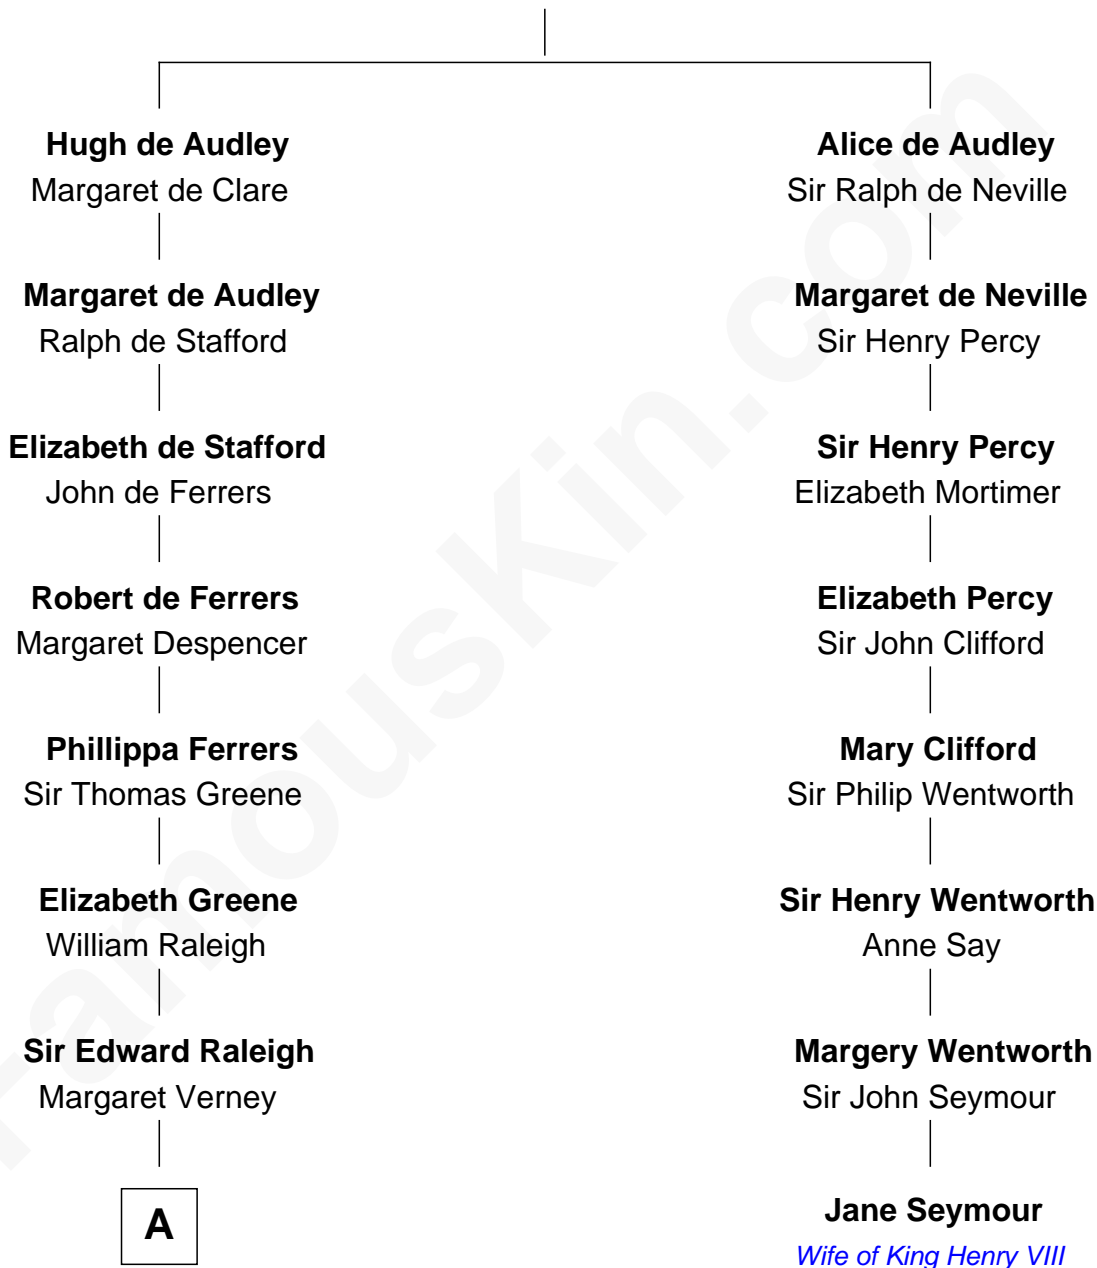 Hugh de Audley
Margaret de Clare
Margaret de Audley
Ralph de Stafford
Elizabeth de Stafford
John de Ferrers
Robert de Ferrers
Margaret Despencer
Phillippa Ferrers
Sir Thomas Greene
Elizabeth Greene
William Raleigh
Sir Edward Raleigh
Margaret Verney
A
Alice de Audley
Sir Ralph de Neville
Margaret de Neville
Sir Henry Percy
Sir Henry Percy
Elizabeth Mortimer
Elizabeth Percy
Sir John Clifford
Mary Clifford
Sir Philip Wentworth
Sir Henry Wentworth
Anne Say
Margery Wentworth
Sir John Seymour
Jane Seymour
Wife of King Henry VIII
FamousKin.com